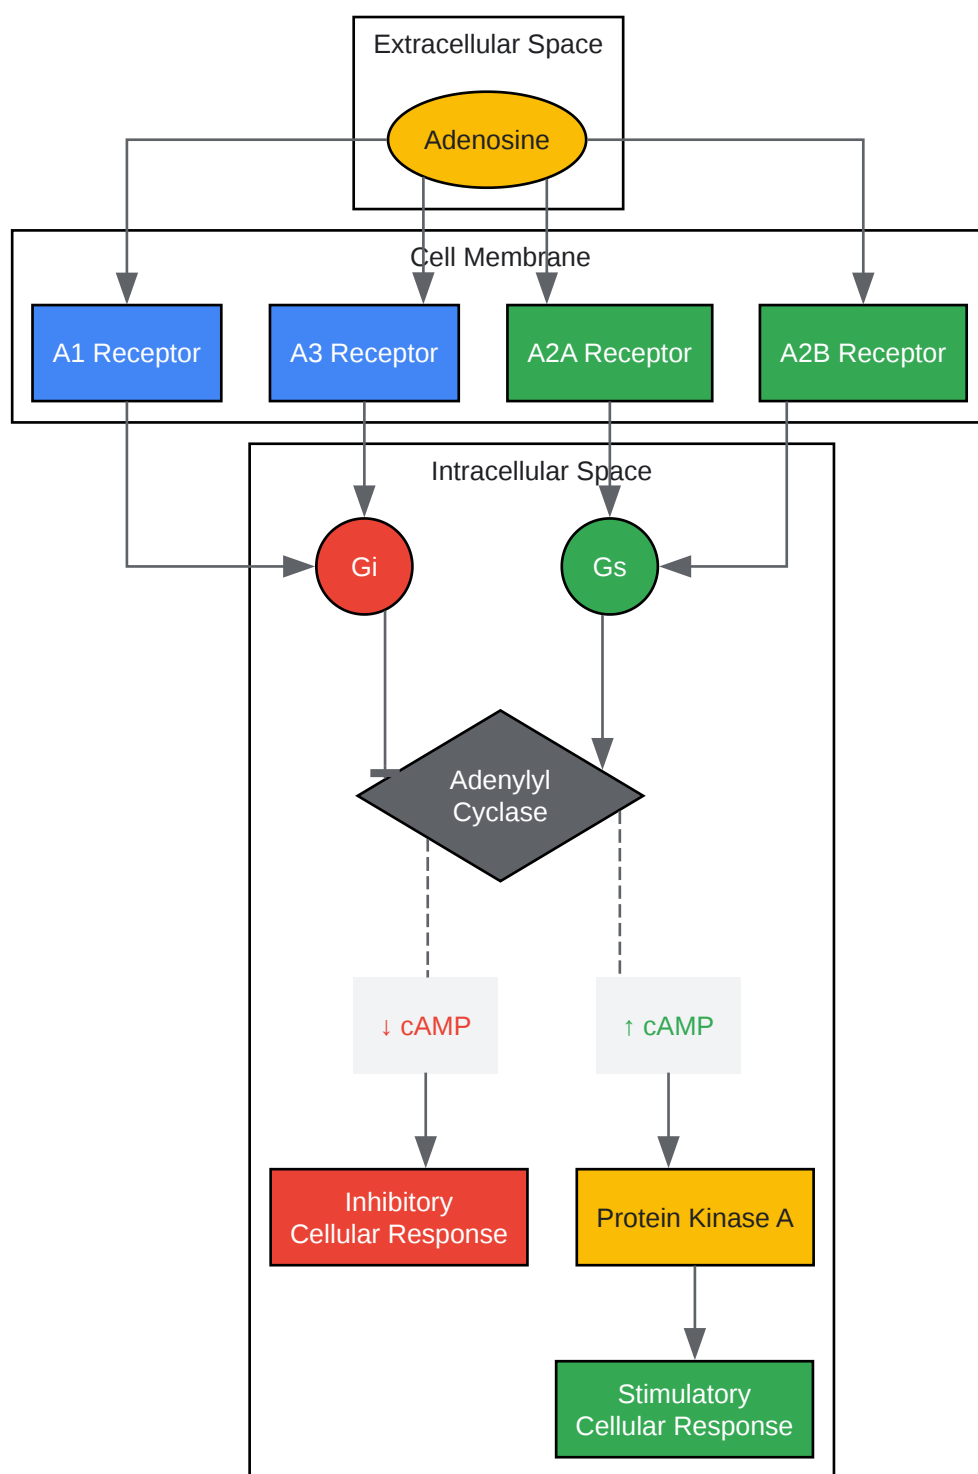 Extracellular Space
Adenosine
Cell Membrane
A1 Receptor
A3 Receptor
A2A Receptor
A2B Receptor
Intracellular Space
Gi
Gs
Adenylyl
Cyclase
↓ cAMP
↑ cAMP
Inhibitory
Cellular Response
Protein Kinase A
Stimulatory
Cellular Response